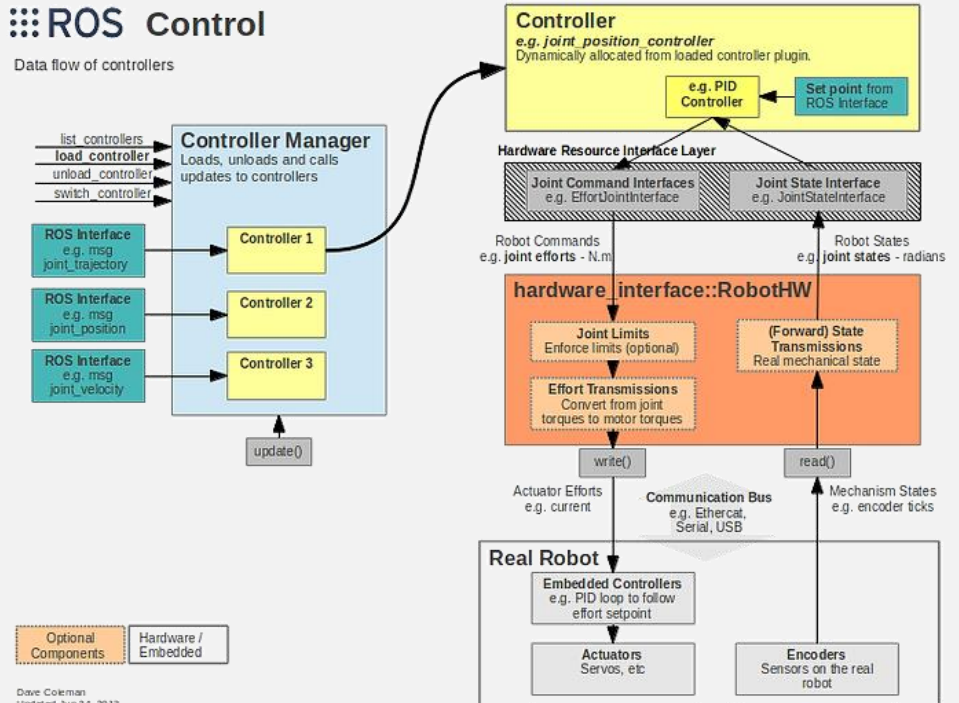 ROS Control
Data flow of controllers
list_controllers
load_controller
unload_controller
switch_controller
Controller Manager
Loads, unloads and calls
updates to controllers
ROS Interface
e.g. msg
joint_trajectory
Controller 1
ROS Interface
e.g. msg
joint_position
Controller 2
ROS Interface
e.g. msg
joint_velocity
Controller 3
update()
Controller
e.g. joint_position_controller
Dynamically allocated from loaded controller plugin.
e.g. PID
Controller
Set point from
ROS Interface
Hardware Resource Interface Layer
Joint Command Interfaces
e.g. EffortJointInterface
Joint State Interface
e.g. JointStateInterface
Robot Commands
e.g. joint efforts - N.m
Robot States
e.g. joint states - radians
hardware_interface::RobotHW
Joint Limits
Enforce limits (optional)
Effort Transmissions
Convert from joint
torques to motor torques
(Forward) State
Transmissions
Real mechanical state
write()
read()
Actuator Efforts
e.g. current
Communication Bus
e.g. Ethercat,
Serial, USB
Mechanism States
e.g. encoder ticks
Real Robot
Embedded Controllers
e.g. PID loop to follow
effort setpoint
Actuators
Servos, etc
Encoders
Sensors on the real
robot
Optional
Components
Hardware /
Embedded
Dave Coleman